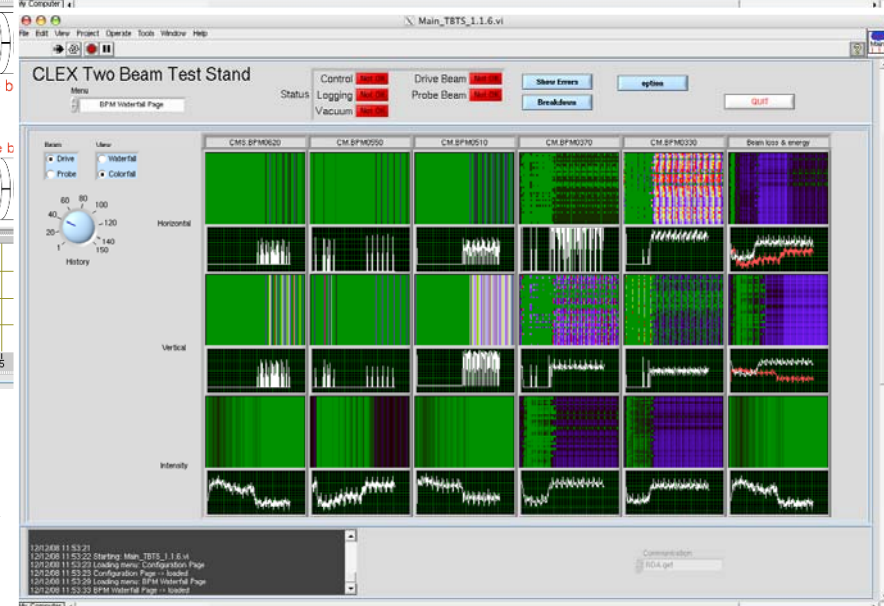 My Computer
Main_TBTS_1.1.6.vi
File Edit View Project Operate Tools Window Help
CLEX Two Beam Test Stand
Menu
BPM Waterfall Page
Status
Control Not OK
Logging Not OK
Vacuum Not OK
Drive Beam Not OK
Probe Beam Not OK
Show Errors
Breakdown
option
QUIT
Beam
Drive
Probe
View
Waterfall
Colorfall
1 20 40 60 80 100 120 140 150
History
CMS.BPM0620 CM.BPM0550 CM.BPM0510 CM.BPM0370 CM.BPM0330 Beam loss & energy
Horizontal
Vertical
Intensity
12/12/08 11:53:21
12/12/08 11:53:22 Starting: Main_TBTS_1.1.6.vi
12/12/08 11:53:23 Loading menu: Configuration Page
12/12/08 11:53:23 Configuration Page -> loaded
12/12/08 11:53:29 Loading menu: BPM Waterfall Page
12/12/08 11:53:33 BPM Waterfall Page -> loaded
Communication
RDA.get
My Computer